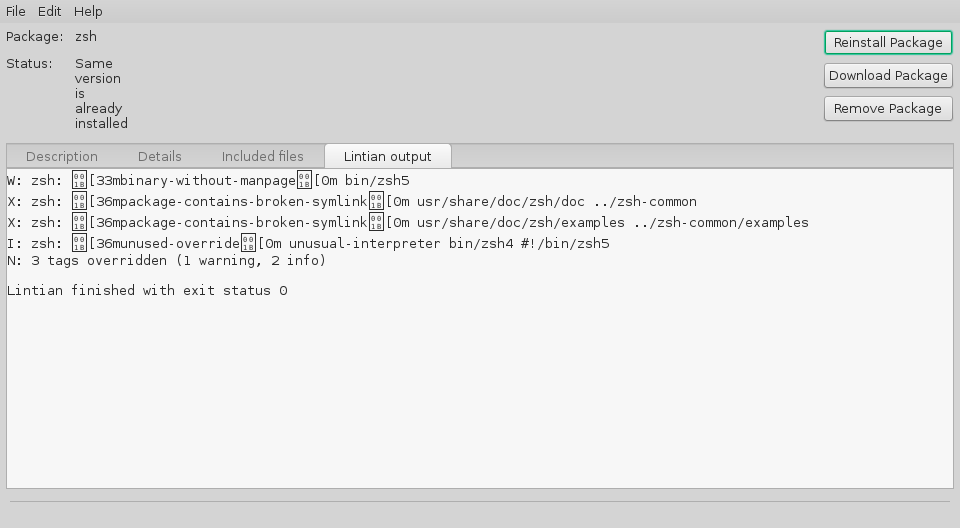 File Edit Help
Package: zsh
Reinstall Package
Status: Same
version
is
already
installed
Download Package
Remove Package
Description Details Included files Lintian output
W: zsh: [33mbinary-without-manpage[0m bin/zsh5
X: zsh: [36mpackage-contains-broken-symlink[0m usr/share/doc/zsh/doc ../zsh-common
X: zsh: [36mpackage-contains-broken-symlink[0m usr/share/doc/zsh/examples ../zsh-common/examples
I: zsh: [36munused-override[0m unusual-interpreter bin/zsh4 #!/bin/zsh5
N: 3 tags overridden (1 warning, 2 info)
Lintian finished with exit status 0